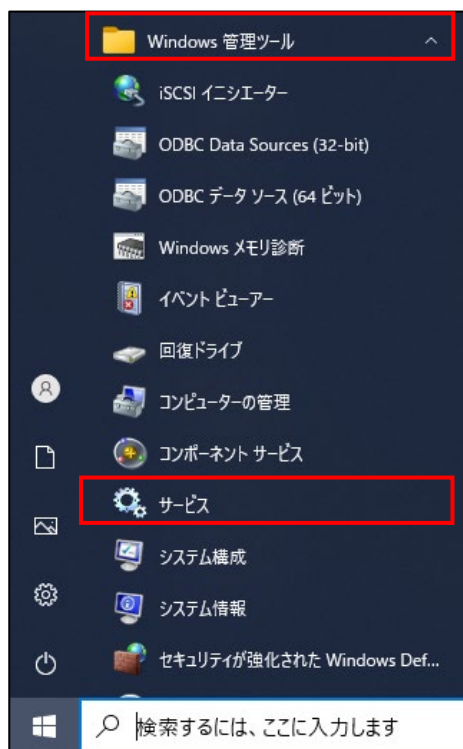 Windows 管理ツール
iSCSI イニシエーター
ODBC Data Sources (32-bit)
ODBC データ ソース (64 ビット)
Windows メモリ診断
イベント ビューアー
回復ドライブ
コンピューターの管理
コンポーネント サービス
サービス
システム構成
システム情報
セキュリティが強化された Windows Def...
検索するには、ここに入力します